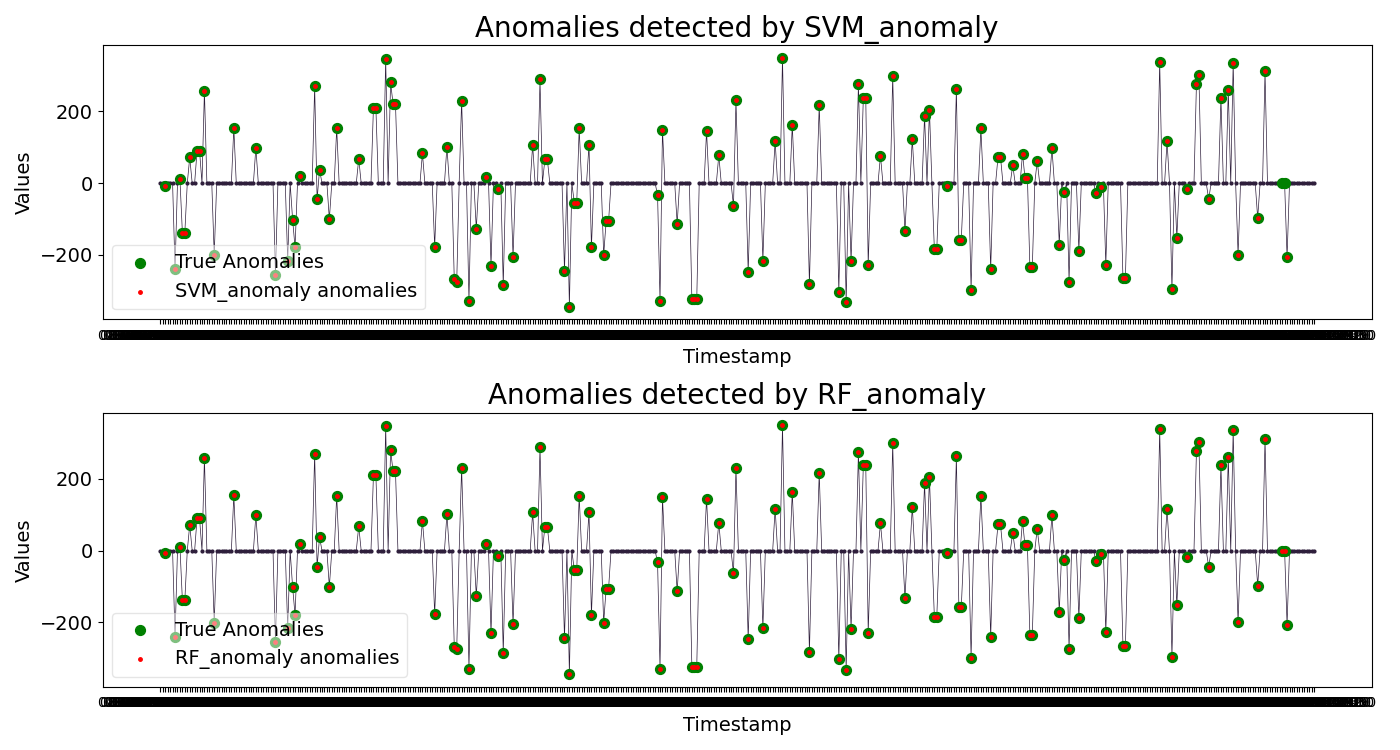 Anomalies detected by SVM_anomaly
Values
200
0
−200
True Anomalies
SVM_anomaly anomalies
Timestamp
Anomalies detected by RF_anomaly
Values
200
0
−200
True Anomalies
RF_anomaly anomalies
Timestamp